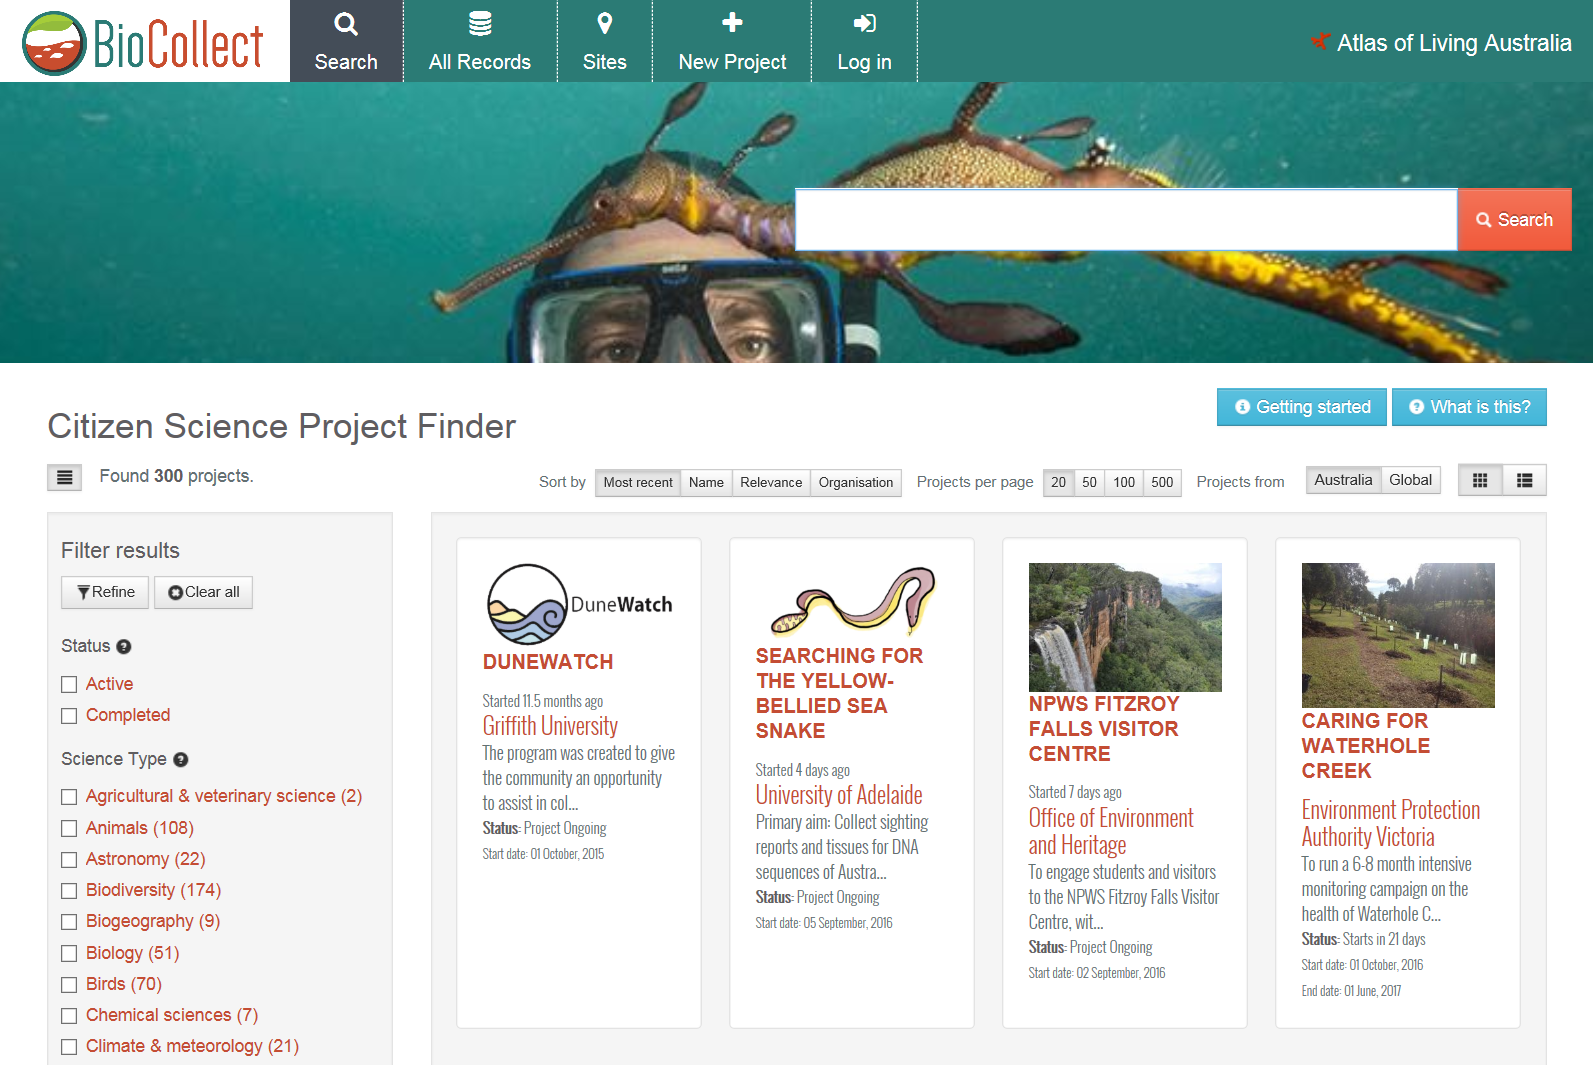 BioCollect
Search
All Records
Sites
New Project
Log in
Atlas of Living Australia
Search
Getting started
What is this?
Citizen Science Project Finder
Found 300 projects.
Sort by Most recent Name Relevance Organisation Projects per page 20 50 100 500 Projects from Australia Global
Filter results
Refine Clear all
Status
Active
Completed
Science Type
Agricultural & veterinary science (2)
Animals (108)
Astronomy (22)
Biodiversity (174)
Biogeography (9)
Biology (51)
Birds (70)
Chemical sciences (7)
Climate & meteorology (21)
DuneWatch
DUNEWATCH
Started 11.5 months ago
Griffith University
The program was created to give
the community an opportunity
to assist in col...
Status: Project Ongoing
Start date: 01 October, 2015
SEARCHING FOR
THE YELLOW-
BELLIED SEA
SNAKE
Started 4 days ago
University of Adelaide
Primary aim: Collect sighting
reports and tissues for DNA
sequences of Austra...
Status: Project Ongoing
Start date: 05 September, 2016
NPWS FITZROY
FALLS VISITOR
CENTRE
Started 7 days ago
Office of Environment
and Heritage
To engage students and visitors
to the NPWS Fitzroy Falls Visitor
Centre, wit...
Status: Project Ongoing
Start date: 02 September, 2016
CARING FOR
WATERHOLE
CREEK
Environment Protection
Authority Victoria
To run a 6-8 month intensive
monitoring campaign on the
health of Waterhole C...
Status: Starts in 21 days
Start date: 01 October, 2016
End date: 01 June, 2017